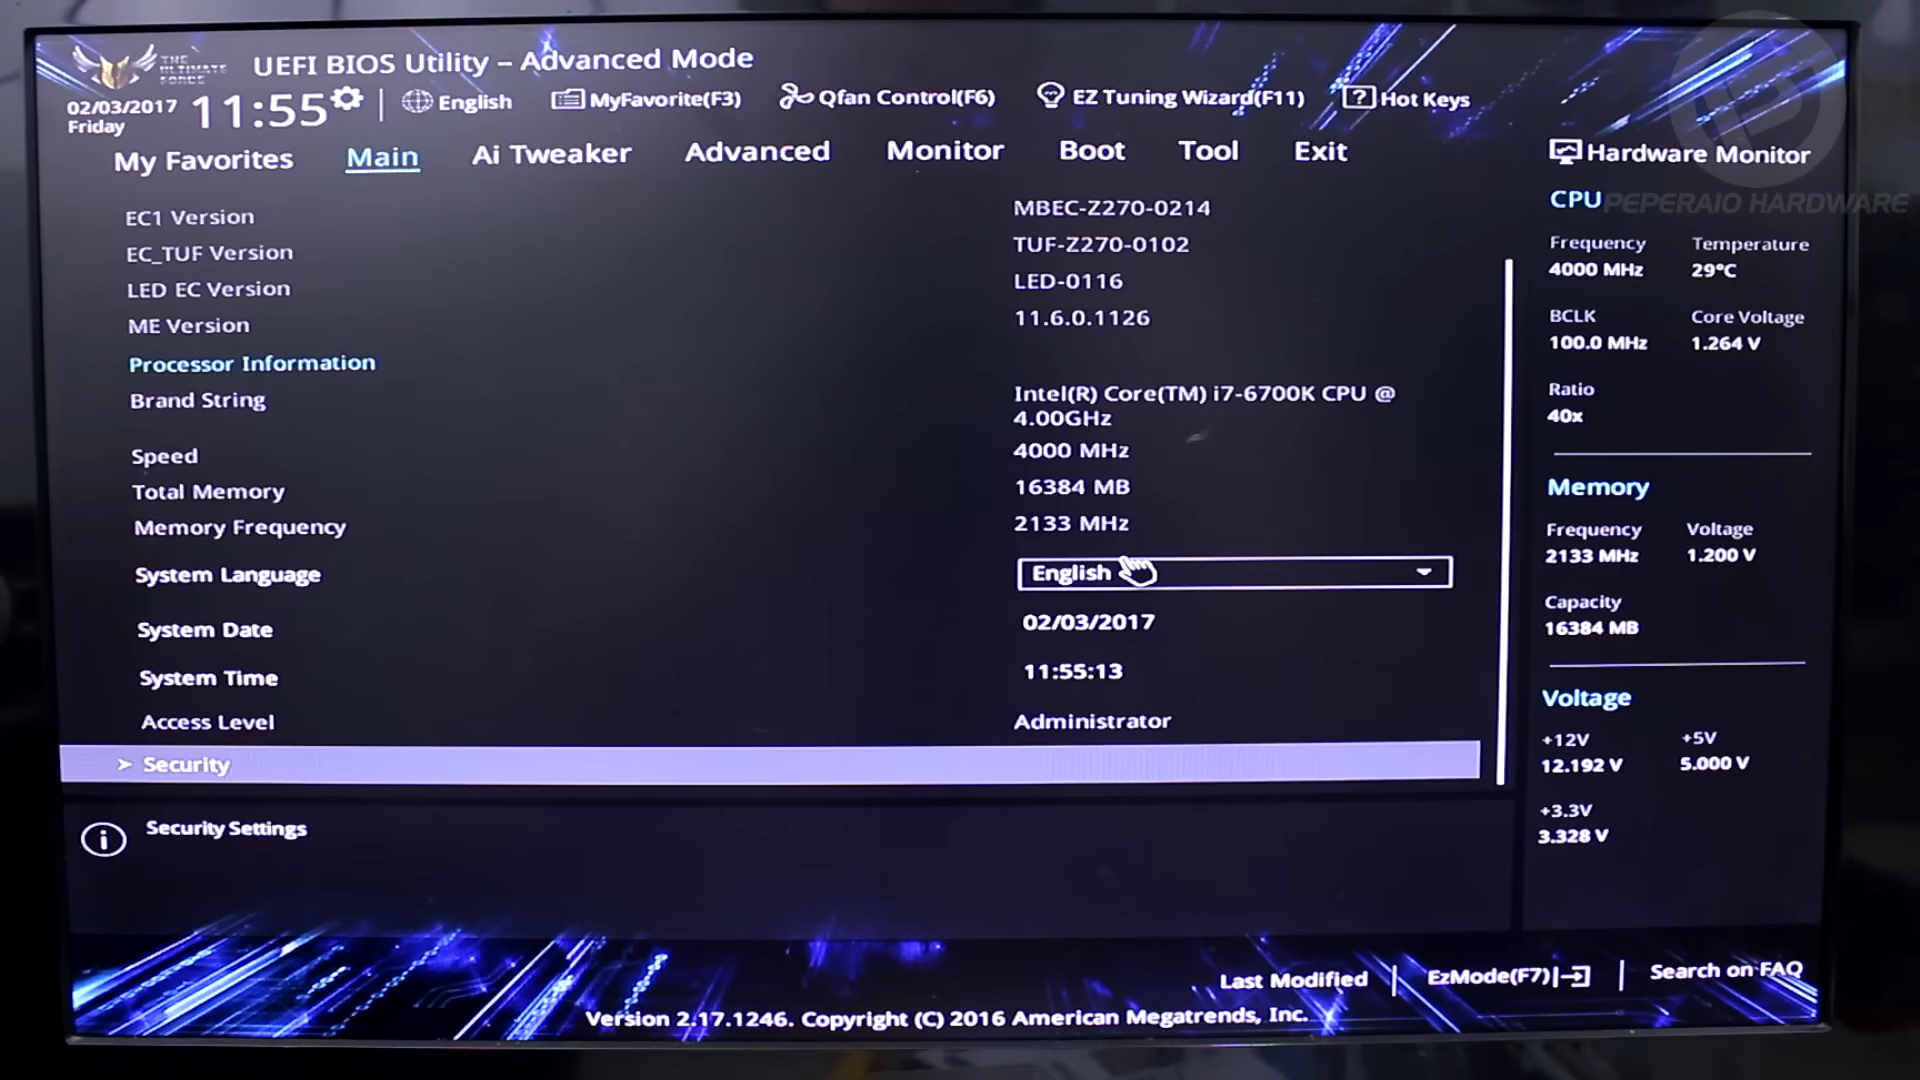 THE ULTIMATE FORCE
UEFI BIOS Utility – Advanced Mode
02/03/2017
Friday
11:55
English
MyFavorite(F3)
Qfan Control(F6)
EZ Tuning Wizard(F11)
? Hot Keys
My Favorites
Main
Ai Tweaker
Advanced
Monitor
Boot
Tool
Exit
EC1 Version MBEC-Z270-0214
EC_TUF Version TUF-Z270-0102
LED EC Version LED-0116
ME Version 11.6.0.1126
Processor Information
Brand String Intel(R) Core(TM) i7-6700K CPU @
4.00GHz
Speed 4000 MHz
Total Memory 16384 MB
Memory Frequency 2133 MHz
System Language English
System Date 02/03/2017
System Time 11:55:13
Access Level Administrator
Security
Security Settings
Hardware Monitor
PEPERAIO HARDWARE
CPU
Frequency Temperature
4000 MHz 29°C
BCLK Core Voltage
100.0 MHz 1.264 V
Ratio
40x
Memory
Frequency Voltage
2133 MHz 1.200 V
Capacity
16384 MB
Voltage
+12V +5V
12.192 V 5.000 V
+3.3V
3.328 V
Last Modified
EzMode(F7)
Search on FAQ
Version 2.17.1246. Copyright (C) 2016 American Megatrends, Inc.